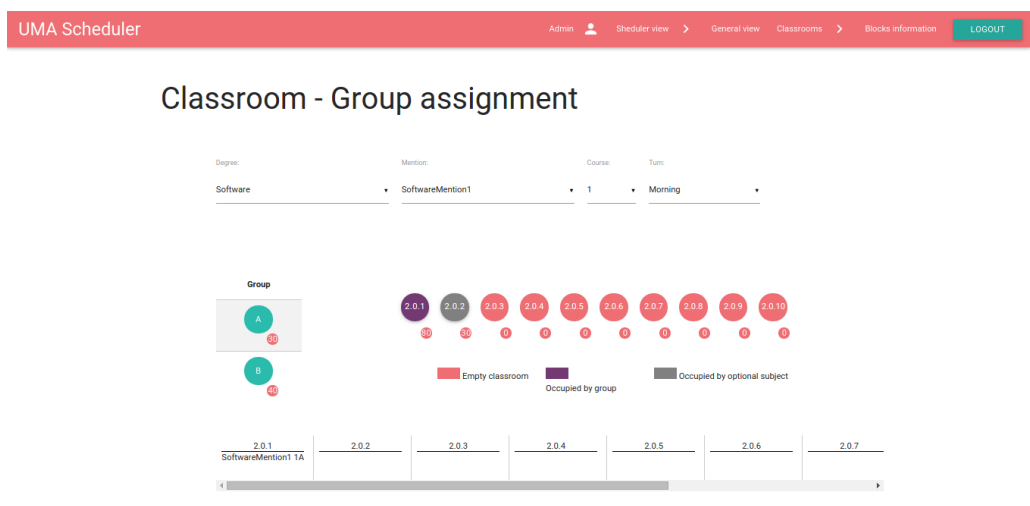 UMA Scheduler
Admin Sheduler view General view Classrooms Blocks information LOGOUT
Classroom - Group assignment
Degree: Mention: Course: Turn:
Software SoftwareMention1 1 Morning
Group
A
30
B
40
2.0.1 2.0.2 2.0.3 2.0.4 2.0.5 2.0.6 2.0.7 2.0.8 2.0.9 2.0.10
80 30 0 0 0 0 0 0 0 0
Empty classroom
Occupied by group
Occupied by optional subject
2.0.1 2.0.2 2.0.3 2.0.4 2.0.5 2.0.6 2.0.7
SoftwareMention1 1A